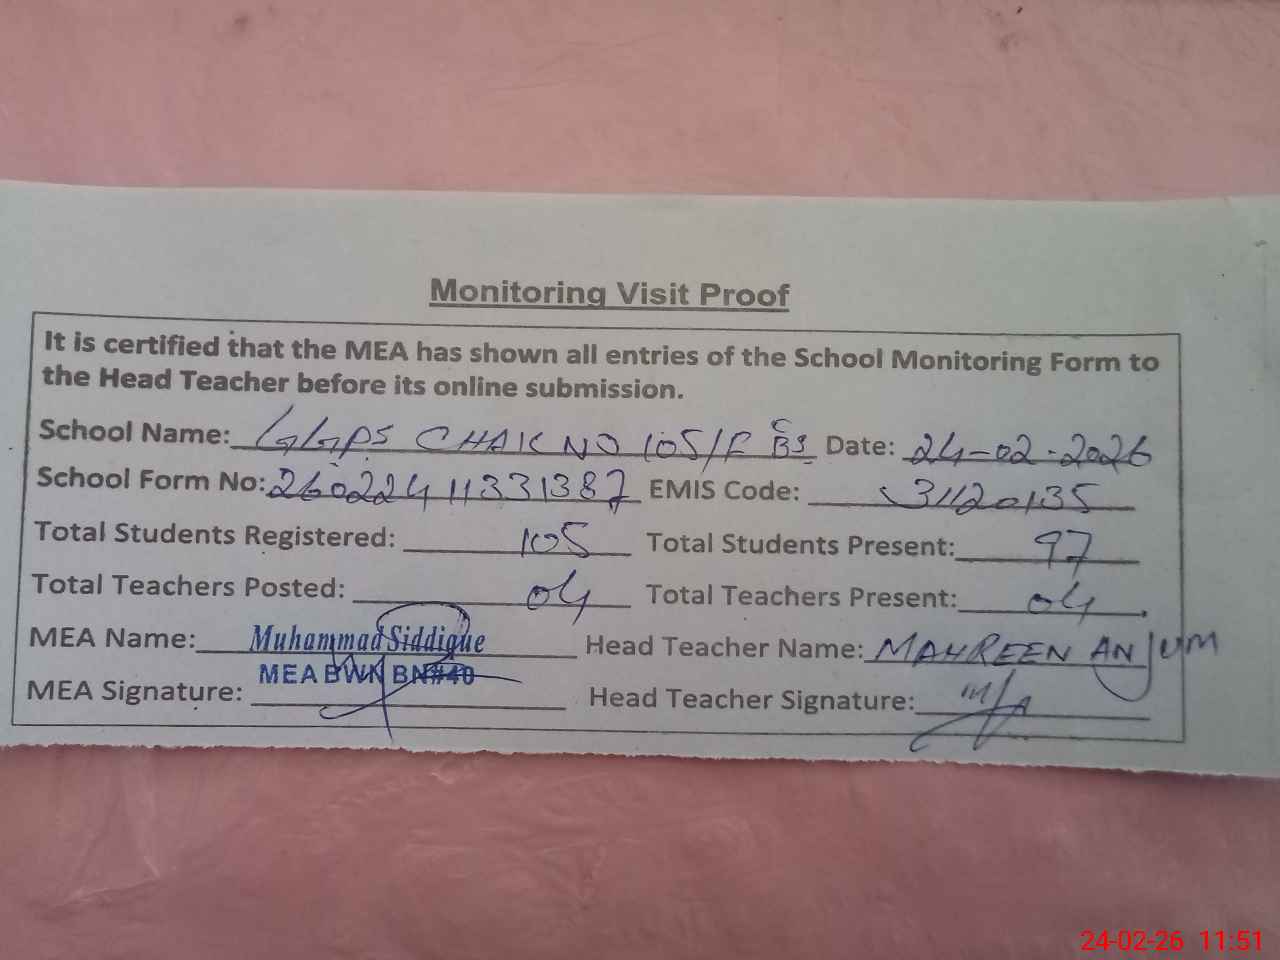 Monitoring Visit Proof
It is certified that the MEA has shown all entries of the School Monitoring Form to
the Head Teacher before its online submission.
School Name: GGPS CHAK NO 105/F Date: 24-02-2026
School Form No: 26022411331387 EMIS Code: 31120135
Total Students Registered: 105 Total Students Present: 97
Total Teachers Posted: 04 Total Teachers Present: 04
MEA Name: Muhammad Siddique Head Teacher Name: MAHREEN ANJUM
MEA BWN BN#40
MEA Signature: Head Teacher Signature: M/A
24-02-26 11:51